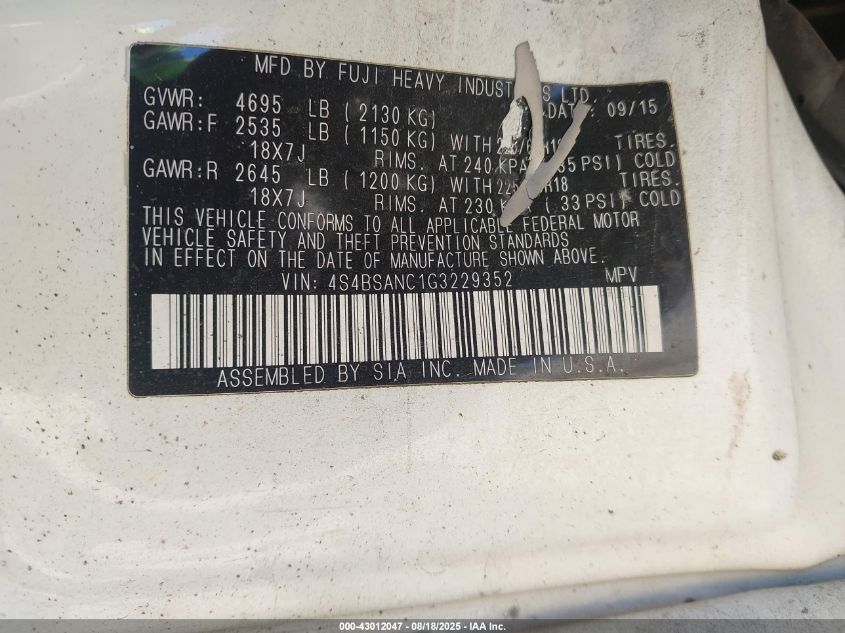 MFD BY FUJI HEAVY INDUST S LTD.
GVWR: 4695 LB ( 2130 KG) DATE: 09/15
GAWR:F 2535 LB ( 1150 KG) WITH TIRES.
18X7J RIMS. AT 240 KPA 35 PSI) COLD
GAWR:R 2645 LB ( 1200 KG) WITH 225 R18 TIRES.
18X7J RIMS. AT 230 ( 33 PSI) COLD
THIS VEHICLE CONFORMS TO ALL APPLICABLE FEDERAL MOTOR
VEHICLE SAFETY AND THEFT PREVENTION STANDARDS
IN EFFECT ON THE DATE OF MANUFACTURE SHOWN ABOVE.
VIN: 4S4BSANC1G3229352 MPV
ASSEMBLED BY SIA INC. MADE IN U.S.A.
000-43012047 - 08/18/2025 - IAA Inc.